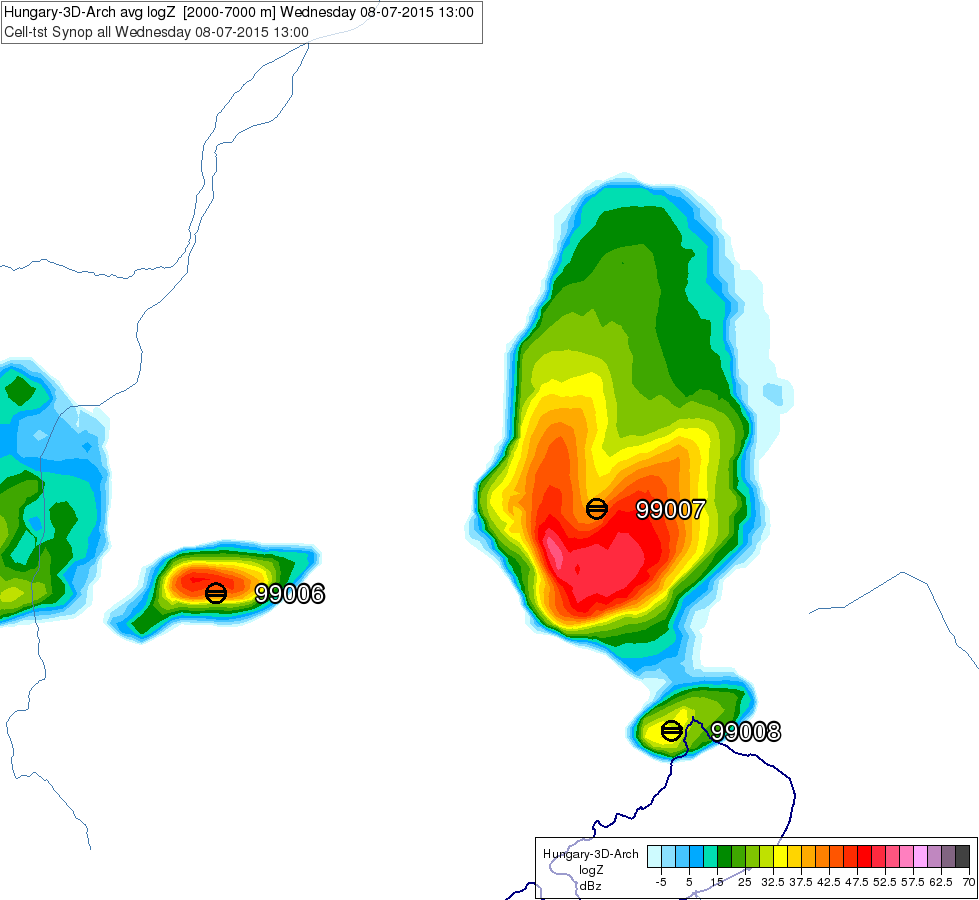 Hungary-3D-Arch avg logZ [2000-7000 m] Wednesday 08-07-2015 13:00
Cell-tst Synop all Wednesday 08-07-2015 13:00
99007
99006
99008
Hungary-3D-Arch
logZ
dBz
-5 5 15 25 32.5 37.5 42.5 47.5 52.5 57.5 62.5 70